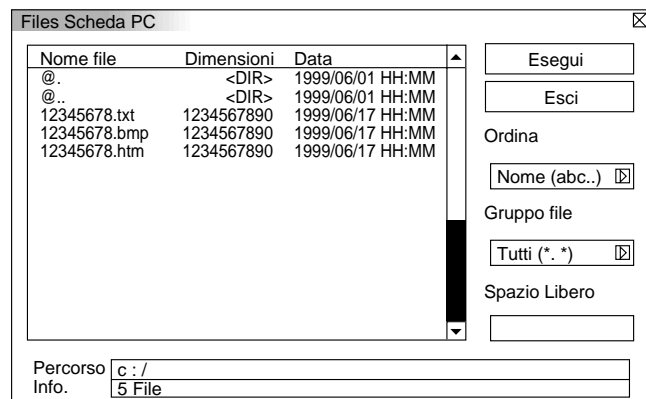 Files Scheda PC
Nome file Dimensioni Data
@. <DIR> 1999/06/01 HH:MM
@.. <DIR> 1999/06/01 HH:MM
12345678.txt 1234567890 1999/06/17 HH:MM
12345678.bmp 1234567890 1999/06/17 HH:MM
12345678.htm 1234567890 1999/06/17 HH:MM
Esegui
Esci
Ordina
Nome (abc..)
Gruppo file
Tutti (*. *)
Spazio Libero
Percorso c : /
Info. 5 File